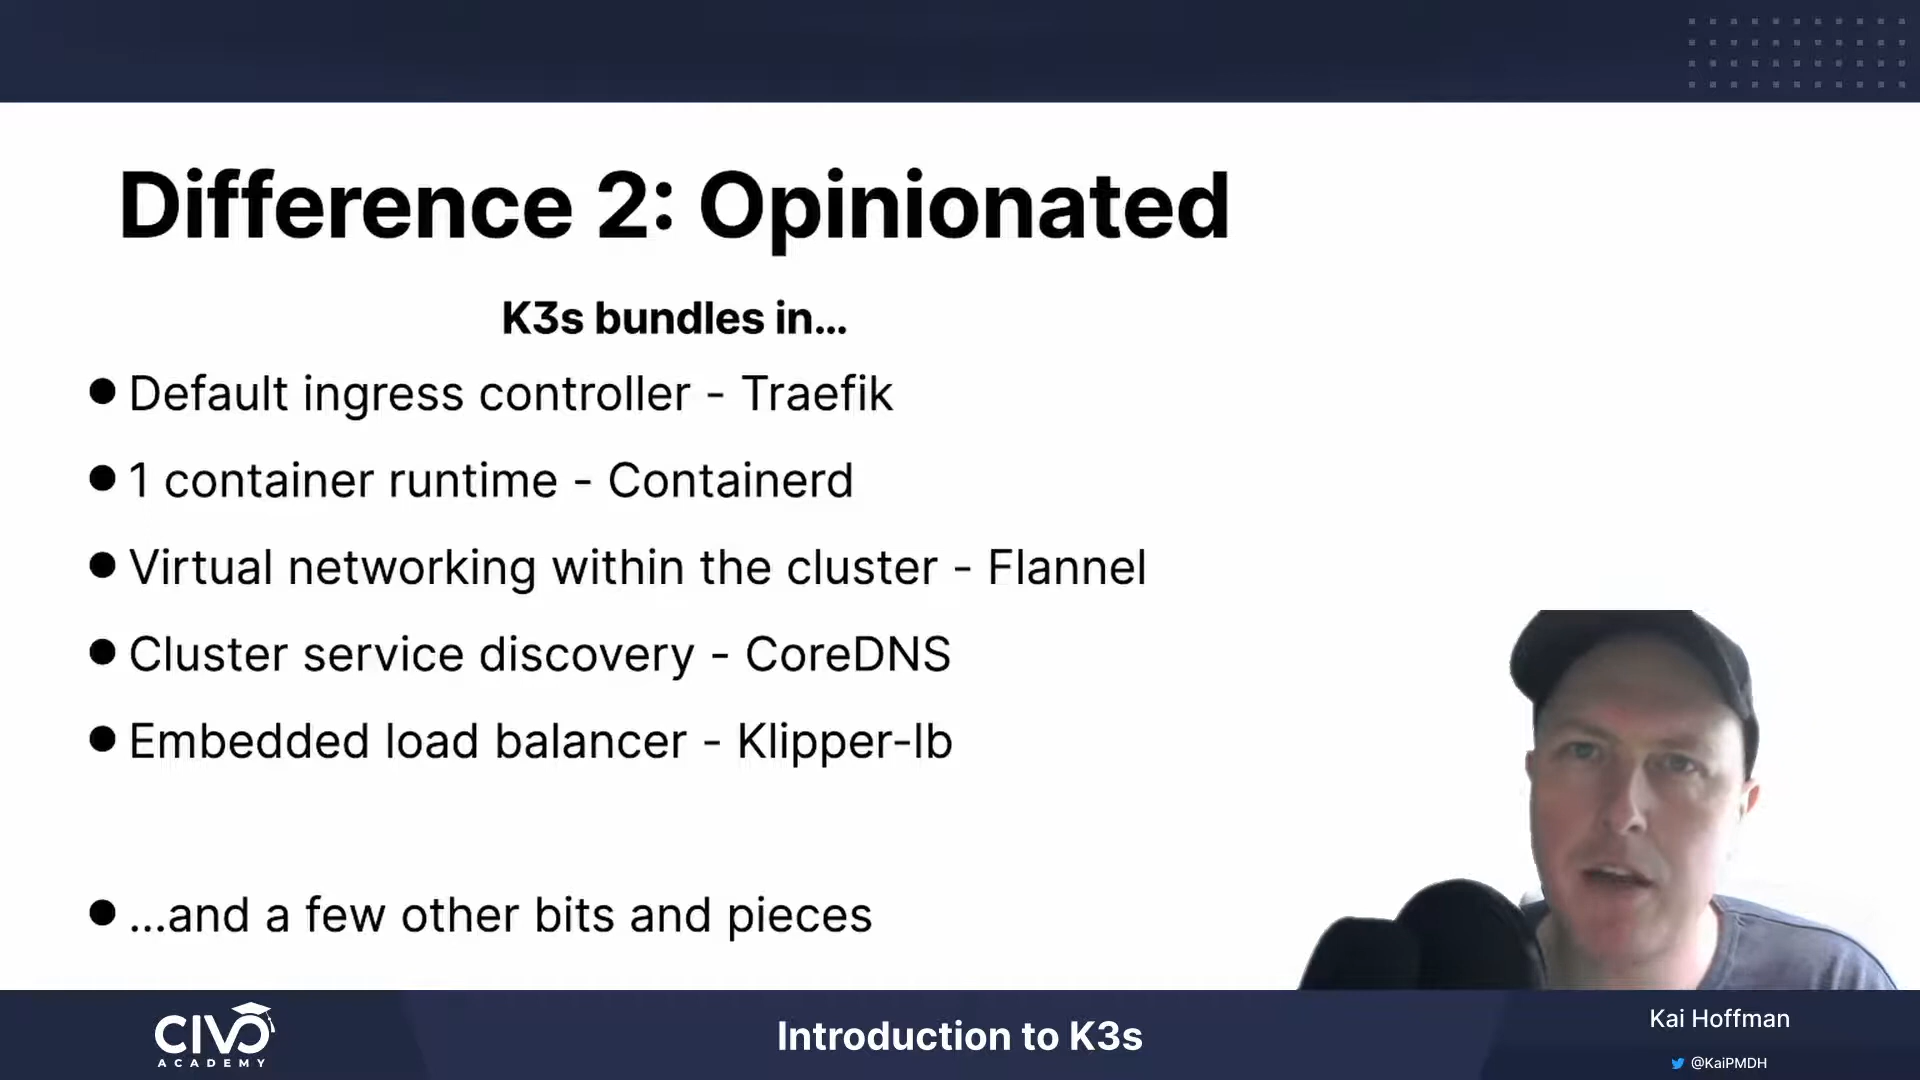 Difference 2: Opinionated
K3s bundles in...
● Default ingress controller - Traefik
● 1 container runtime - Containerd
● Virtual networking within the cluster - Flannel
● Cluster service discovery - CoreDNS
● Embedded load balancer - Klipper-lb
● ...and a few other bits and pieces
CIVO
ACADEMY
Introduction to K3s
Kai Hoffman
@KaiPMDH